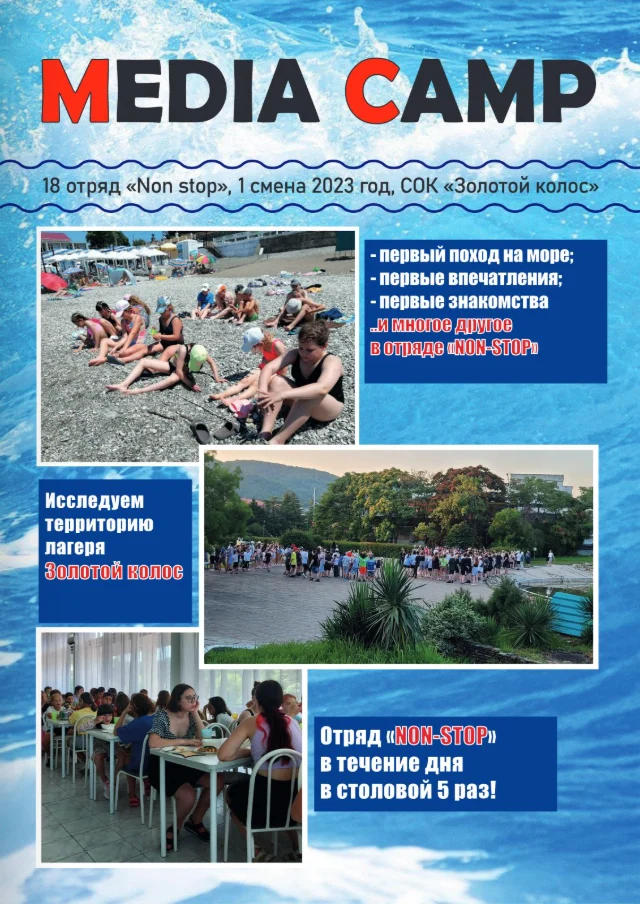 MEDIA CAMP
18 отряд «Non stop», 1 смена 2023 год, СОК «Золотой колос»
- первый поход на море;
- первые впечатления;
- первые знакомства
..и многое другое
в отряде «NON-STOP»
Исследуем
территорию
лагеря
Золотой колос
Отряд «NON-STOP»
в течение дня
в столовой 5 раз!